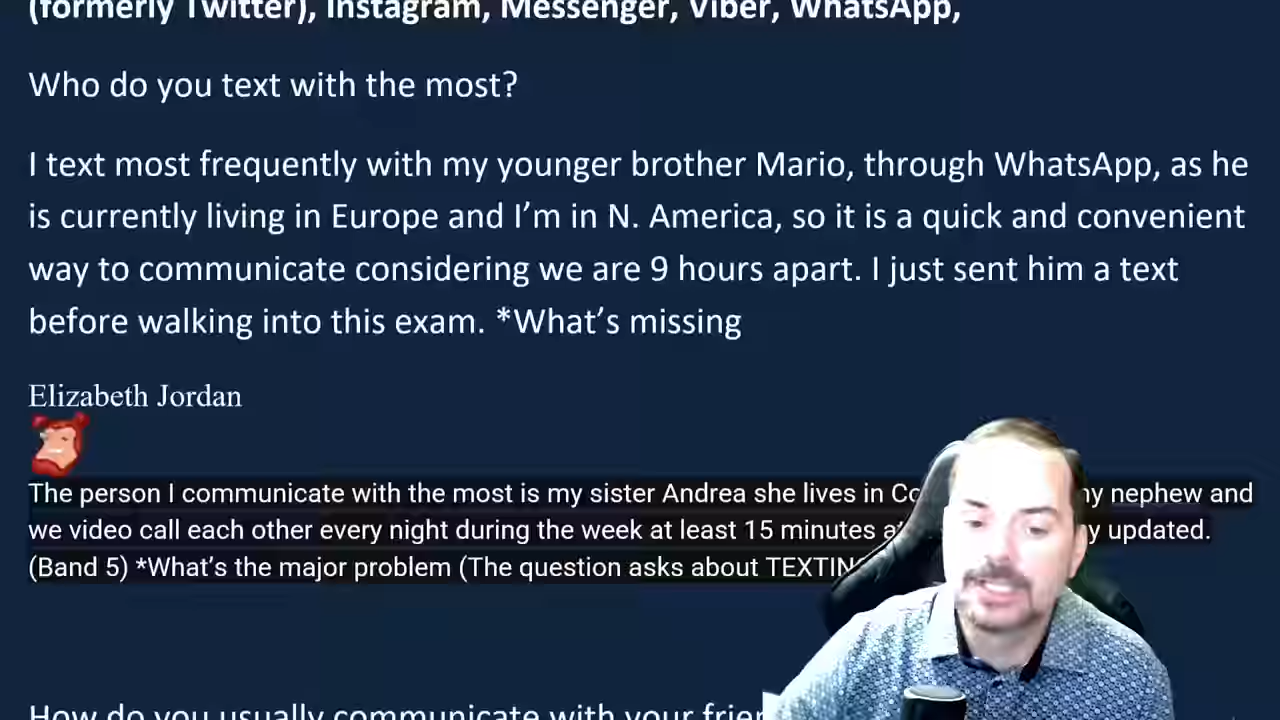 (formerly Twitter), Instagram, Messenger, Viber, WhatsApp,
Who do you text with the most?
I text most frequently with my younger brother Mario, through WhatsApp, as he
is currently living in Europe and I’m in N. America, so it is a quick and convenient
way to communicate considering we are 9 hours apart. I just sent him a text
before walking into this exam. *What’s missing
Elizabeth Jordan
The person I communicate with the most is my sister Andrea she lives in nephew and
we video call each other every night during the week at least 15 minutes updated.
(Band 5) *What’s the major problem (The question asks about
How do you usually communicate with your